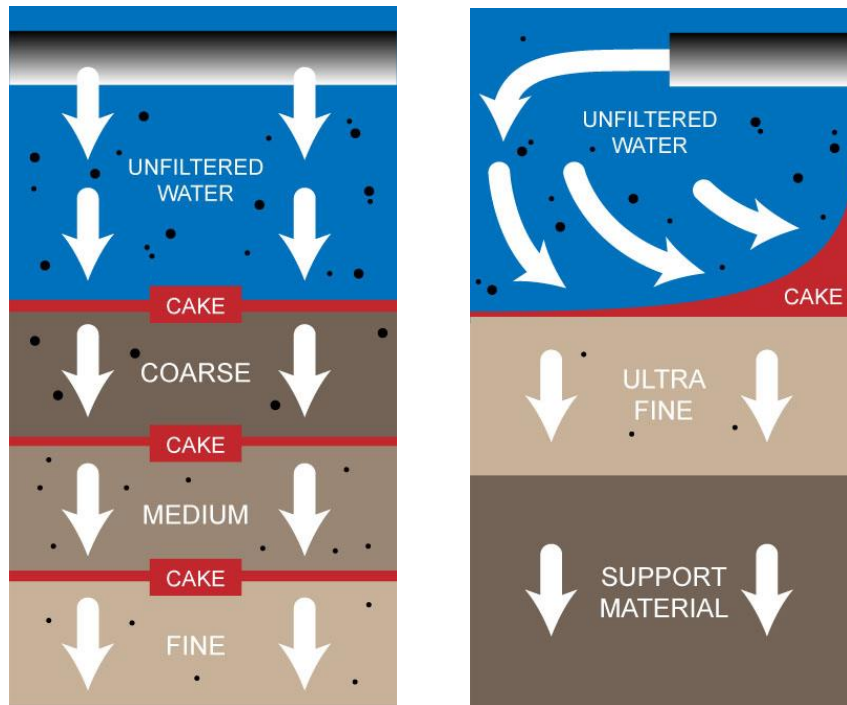 UNFILTERED
WATER
CAKE
COARSE
CAKE
MEDIUM
CAKE
FINE
UNFILTERED
WATER
CAKE
ULTRA
FINE
SUPPORT
MATERIAL